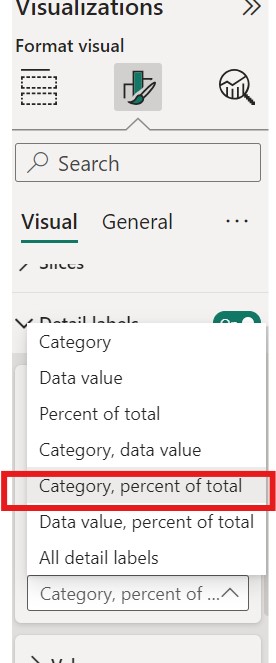 Visualizations
Format visual
Search
Visual General
Slices
Detail labels On
Category
Data value
Percent of total
Category, data value
Category, percent of total
Data value, percent of total
All detail labels
Category, percent of ...